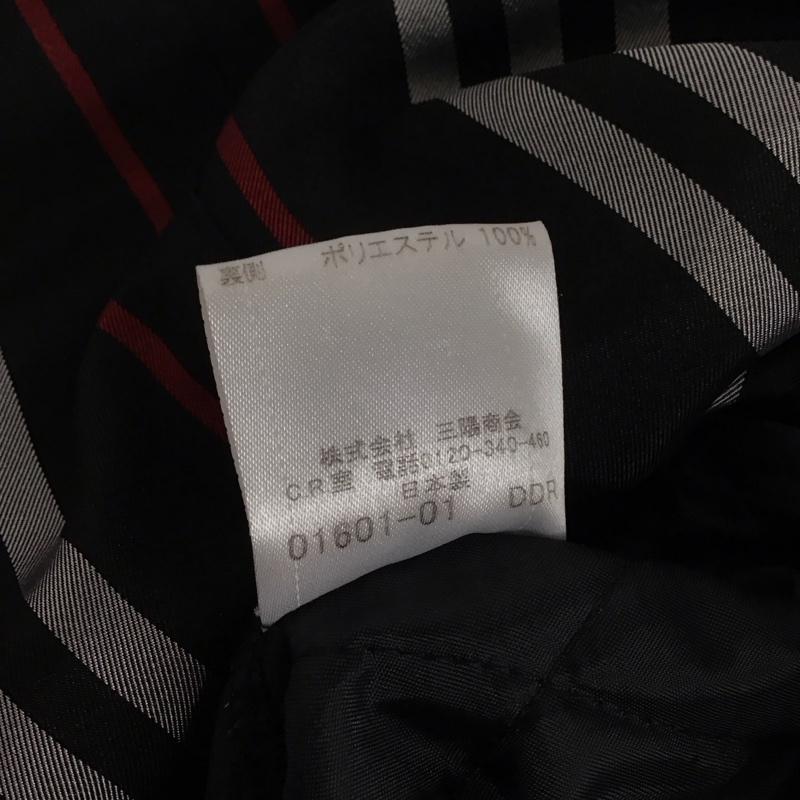 裏側 ポリエステル 100%
株式会社 三陽商会
C.R室 電話0120-340-460
日本製
01601-01 DDR